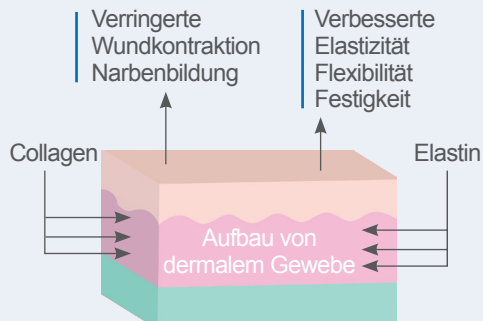 Verringerte
Wundkontraktion
Narbenbildung
Verbesserte
Elastizität
Flexibilität
Festigkeit
Collagen
Elastin
Aufbau von
dermalem Gewebe